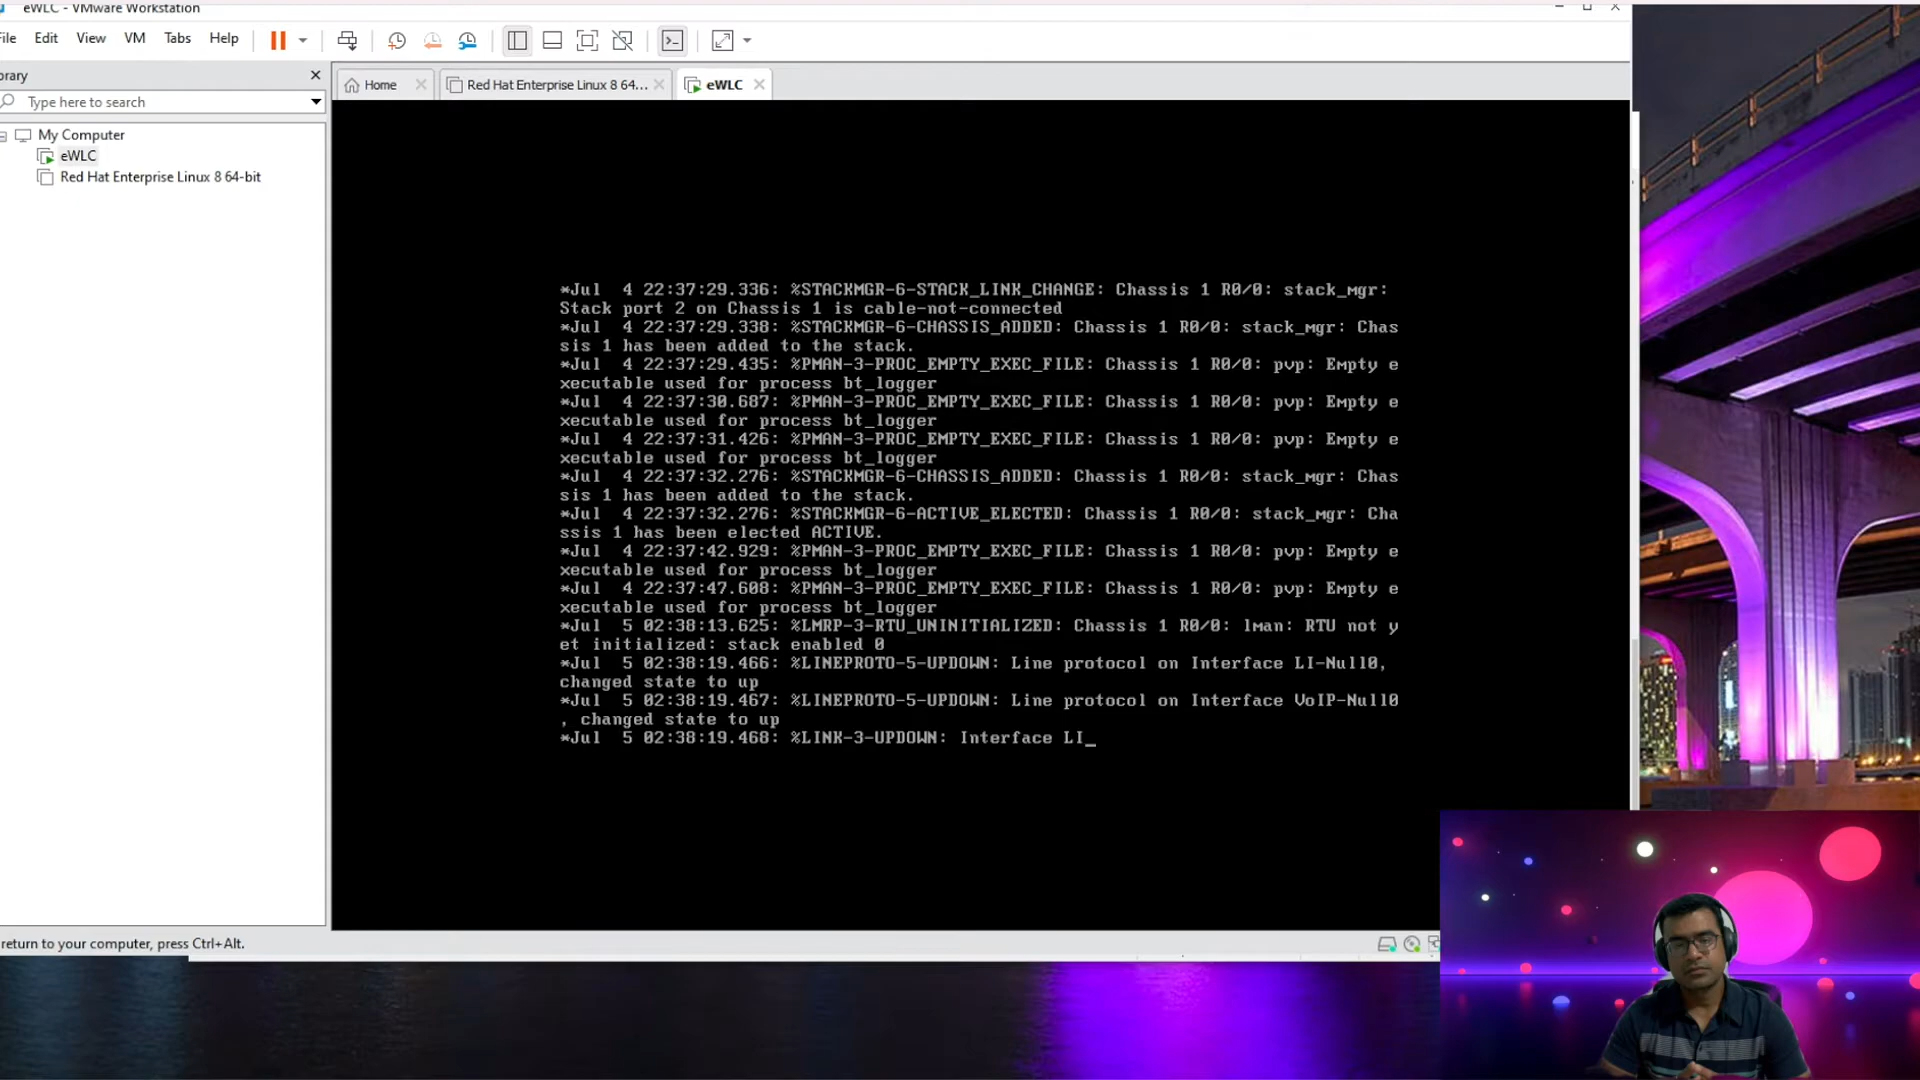 eWLC - VMware Workstation
File Edit View VM Tabs Help
brary
Type here to search
Home
Red Hat Enterprise Linux 8 64...
eWLC
My Computer
eWLC
Red Hat Enterprise Linux 8 64-bit
*Jul  4 22:37:29.336: %STACKMGR-6-STACK_LINK_CHANGE: Chassis 1 R0/0: stack_mgr:
Stack port 2 on Chassis 1 is cable-not-connected
*Jul  4 22:37:29.338: %STACKMGR-6-CHASSIS_ADDED: Chassis 1 R0/0: stack_mgr: Chas
sis 1 has been added to the stack.
*Jul  4 22:37:29.435: %PMAN-3-PROC_EMPTY_EXEC_FILE: Chassis 1 R0/0: pvp: Empty e
xecutable used for process bt_logger
*Jul  4 22:37:30.687: %PMAN-3-PROC_EMPTY_EXEC_FILE: Chassis 1 R0/0: pvp: Empty e
xecutable used for process bt_logger
*Jul  4 22:37:31.426: %PMAN-3-PROC_EMPTY_EXEC_FILE: Chassis 1 R0/0: pvp: Empty e
xecutable used for process bt_logger
*Jul  4 22:37:32.276: %STACKMGR-6-CHASSIS_ADDED: Chassis 1 R0/0: stack_mgr: Chas
sis 1 has been added to the stack.
*Jul  4 22:37:32.276: %STACKMGR-6-ACTIVE_ELECTED: Chassis 1 R0/0: stack_mgr: Cha
ssis 1 has been elected ACTIVE.
*Jul  4 22:37:42.929: %PMAN-3-PROC_EMPTY_EXEC_FILE: Chassis 1 R0/0: pvp: Empty e
xecutable used for process bt_logger
*Jul  4 22:37:47.608: %PMAN-3-PROC_EMPTY_EXEC_FILE: Chassis 1 R0/0: pvp: Empty e
xecutable used for process bt_logger
*Jul  5 02:38:13.625: %LMRP-3-RTU_UNINITIALIZED: Chassis 1 R0/0: lman: RTU not y
et initialized: stack enabled 0
*Jul  5 02:38:19.466: %LINEPROTO-5-UPDOWN: Line protocol on Interface LI-Null0,
changed state to up
*Jul  5 02:38:19.467: %LINEPROTO-5-UPDOWN: Line protocol on Interface VoIP-Null0
, changed state to up
*Jul  5 02:38:19.468: %LINK-3-UPDOWN: Interface LI_
return to your computer, press Ctrl+Alt.